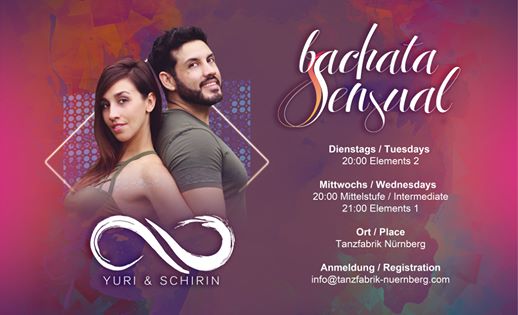 bachata
Sensual
Dienstags / Tuesdays
20:00 Elements 2
Mittwochs / Wednesdays
20:00 Mittelstufe / Intermediate
21:00 Elements 1
Ort / Place
Tanzfabrik Nürnberg
Anmeldung / Registration
info@tanzfabrik-nuernberg.com
YURI & SCHIRIN